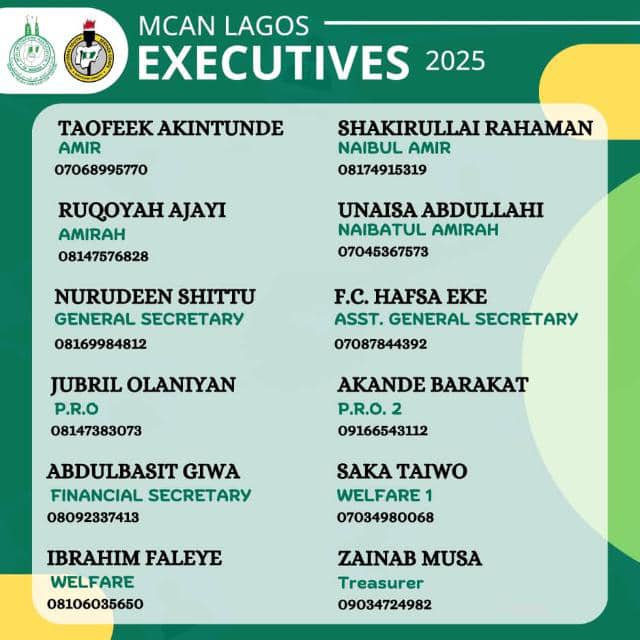 MCAN LAGOS
EXECUTIVES 2025
TAOFEEK AKINTUNDE
AMIR
07068995770
SHAKIRULLAI RAHAMAN
NAIBUL AMIR
08174915319
RUQOYAH AJAYI
AMIRAH
08147576828
UNAISA ABDULLAHI
NAIBATUL AMIRAH
07045367573
NURUDEEN SHITTU
GENERAL SECRETARY
08169984812
F.C. HAFSA EKE
ASST. GENERAL SECRETARY
07087844392
JUBRIL OLANIYAN
P.R.O
08147383073
AKANDE BARAKAT
P.R.O. 2
09166543112
ABDULBASIT GIWA
FINANCIAL SECRETARY
08092337413
SAKA TAIWO
WELFARE 1
07034980068
IBRAHIM FALEYE
WELFARE
08106035650
ZAINAB MUSA
Treasurer
09034724982